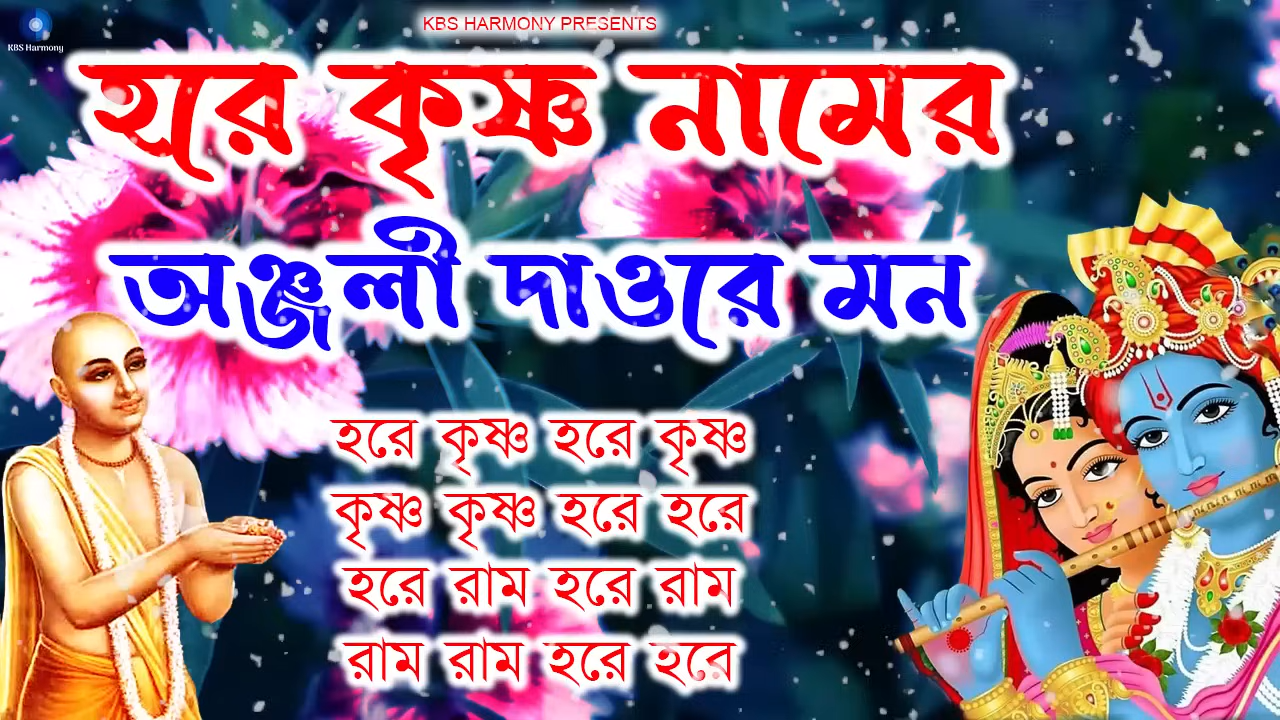 KBS HARMONY PRESENTS
KBS Harmony
হরে কৃষ্ণ নামের
অঞ্জলী দাওরে মন
হরে কৃষ্ণ হরে কৃষ্ণ
কৃষ্ণ কৃষ্ণ হরে হরে
হরে রাম হরে রাম
রাম রাম হরে হরে